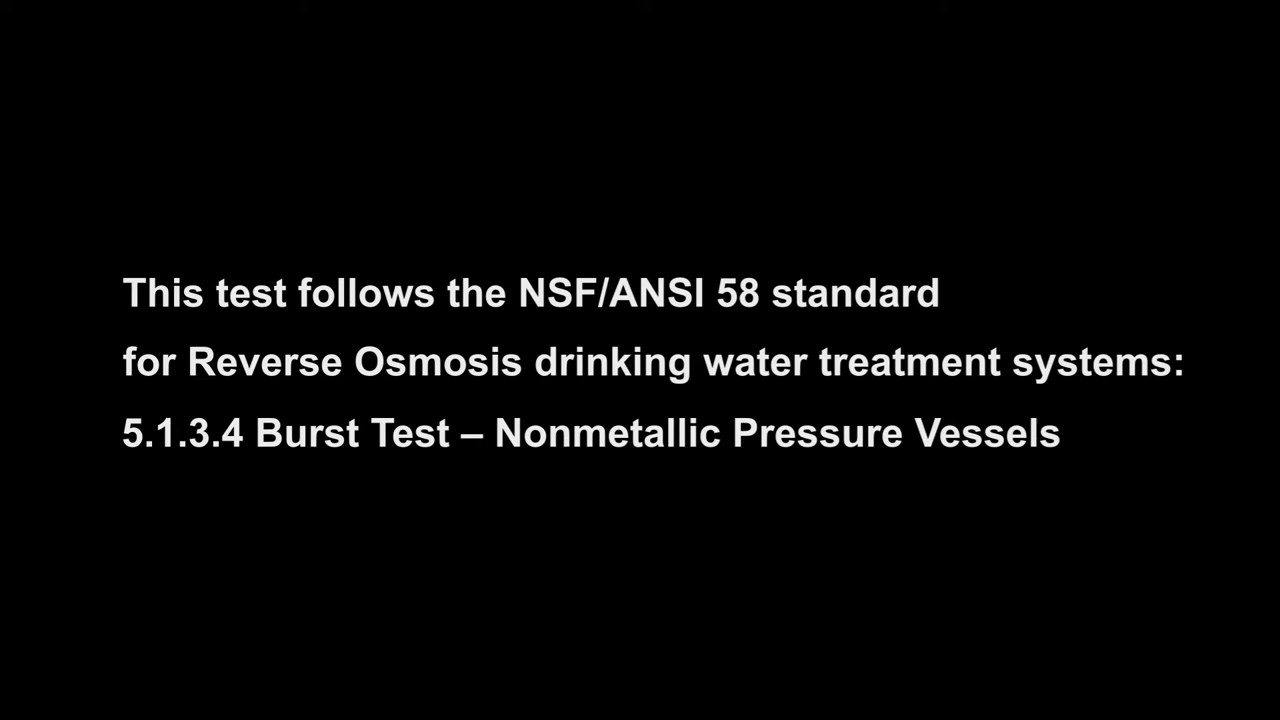 This test follows the NSF/ANSI 58 standard
for Reverse Osmosis drinking water treatment systems:
5.1.3.4 Burst Test – Nonmetallic Pressure Vessels